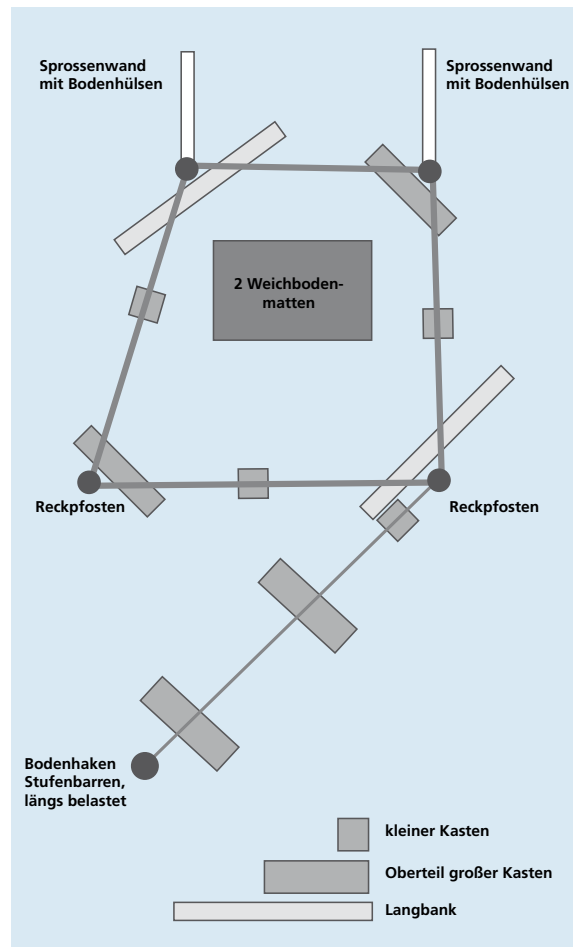 Sprossenwand
mit Bodenhülsen
Sprossenwand
mit Bodenhülsen
2 Weichboden-
matten
Reckpfosten
Reckpfosten
Bodenhaken
Stufenbarren,
längs belastet
kleiner Kasten
Oberteil großer Kasten
Langbank